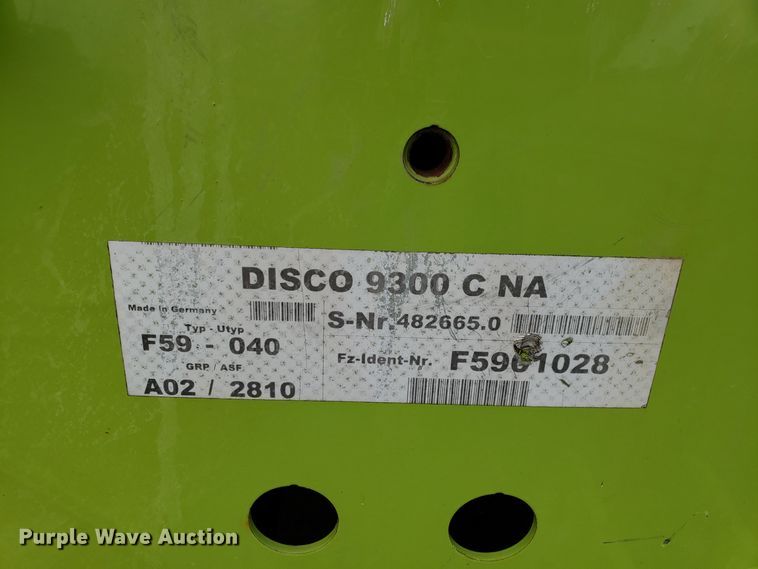 DISCO 9300 C NA
Made in Germany
S-Nr. 482665.0
Typ - Utyp
F59 - 040
Fz-Ident-Nr. F5901028
GRP / ASF
A02 / 2810
Purple Wave Auction®